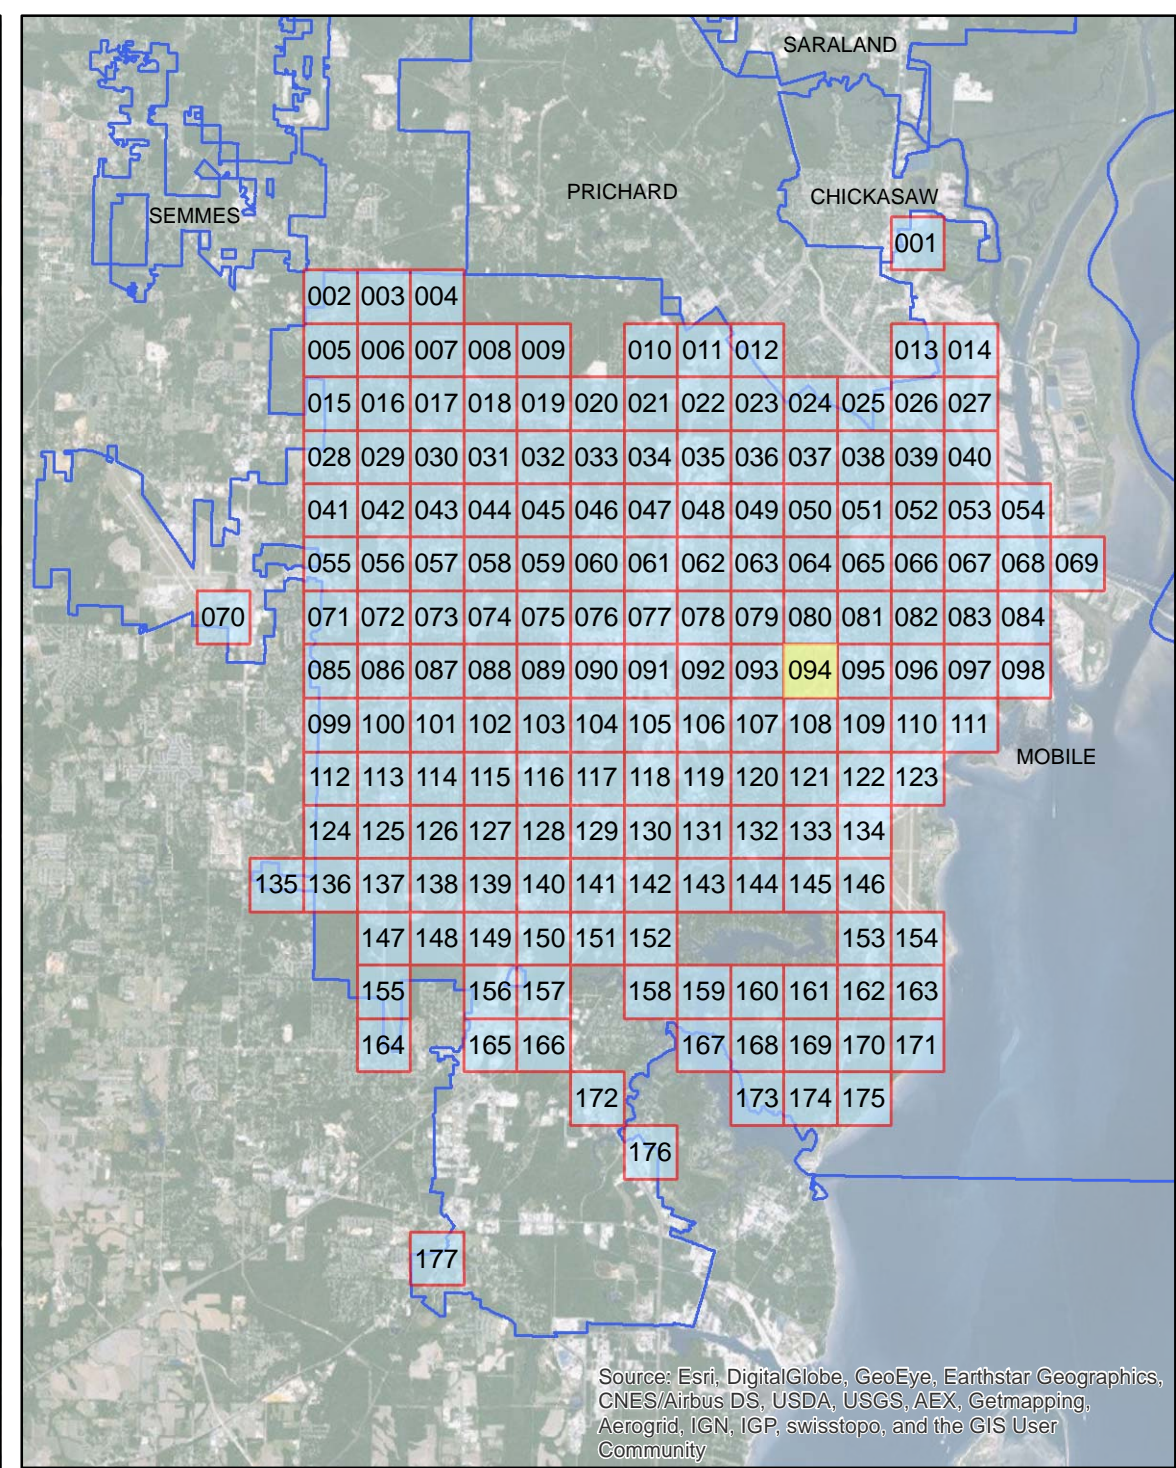 SARALAND
PRICHARD
CHICKASAW
SEMMES
001
002 003 004
005 006 007 008 009 010 011 012 013 014
015 016 017 018 019 020 021 022 023 024 025 026 027
028 029 030 031 032 033 034 035 036 037 038 039 040
041 042 043 044 045 046 047 048 049 050 051 052 053 054
055 056 057 058 059 060 061 062 063 064 065 066 067 068 069
070 071 072 073 074 075 076 077 078 079 080 081 082 083 084
085 086 087 088 089 090 091 092 093 094 095 096 097 098
099 100 101 102 103 104 105 106 107 108 109 110 111
MOBILE
112 113 114 115 116 117 118 119 120 121 122 123
124 125 126 127 128 129 130 131 132 133 134
135 136 137 138 139 140 141 142 143 144 145 146
147 148 149 150 151 152 153 154
155 156 157 158 159 160 161 162 163
164 165 166 167 168 169 170 171
172 173 174 175
176
177
Source: Esri, DigitalGlobe, GeoEye, Earthstar Geographics,
CNES/Airbus DS, USDA, USGS, AEX, Getmapping,
Aerogrid, IGN, IGP, swisstopo, and the GIS User
Community